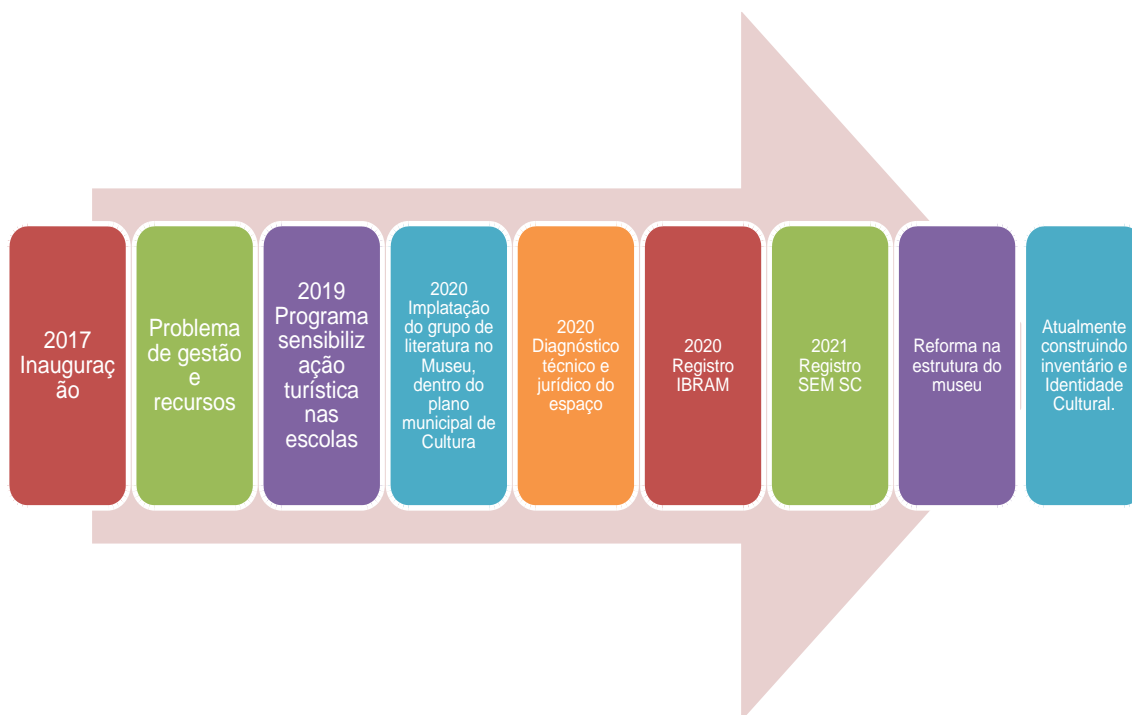 2017
Inauguraç
ão
Problema
de gestão
e
recursos
2019
Programa
sensibiliz
ação
turística
nas
escolas
2020
Implatação
do grupo de
literatura no
Museu,
dentro do
plano
municipal de
Cultura
2020
Diagnóstico
técnico e
jurídico do
espaço
2020
Registro
IBRAM
2021
Registro
SEM SC
Reforma na
estrutura do
museu
Atualmente
construindo
inventário e
Identidade
Cultural.